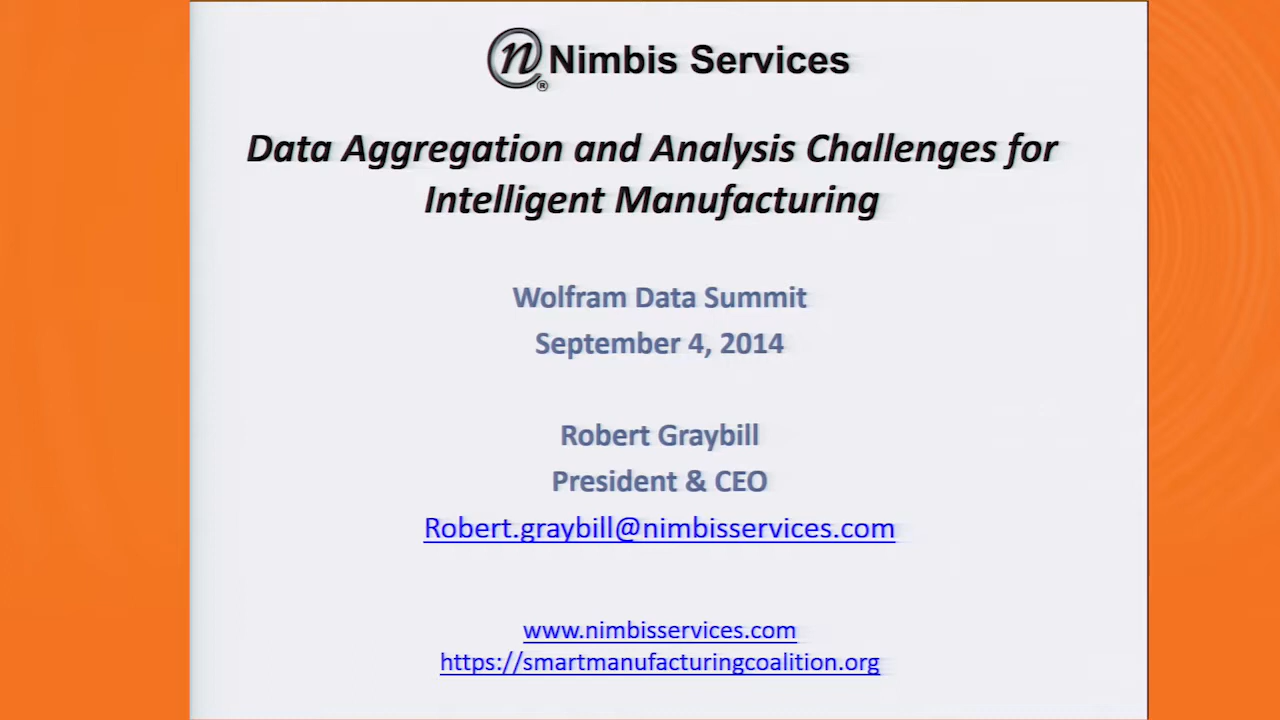 n® Nimbis Services
Data Aggregation and Analysis Challenges for
Intelligent Manufacturing
Wolfram Data Summit
September 4, 2014
Robert Graybill
President & CEO
Robert.graybill@nimbisservices.com
www.nimbisservices.com
https://smartmanufacturingcoalition.org